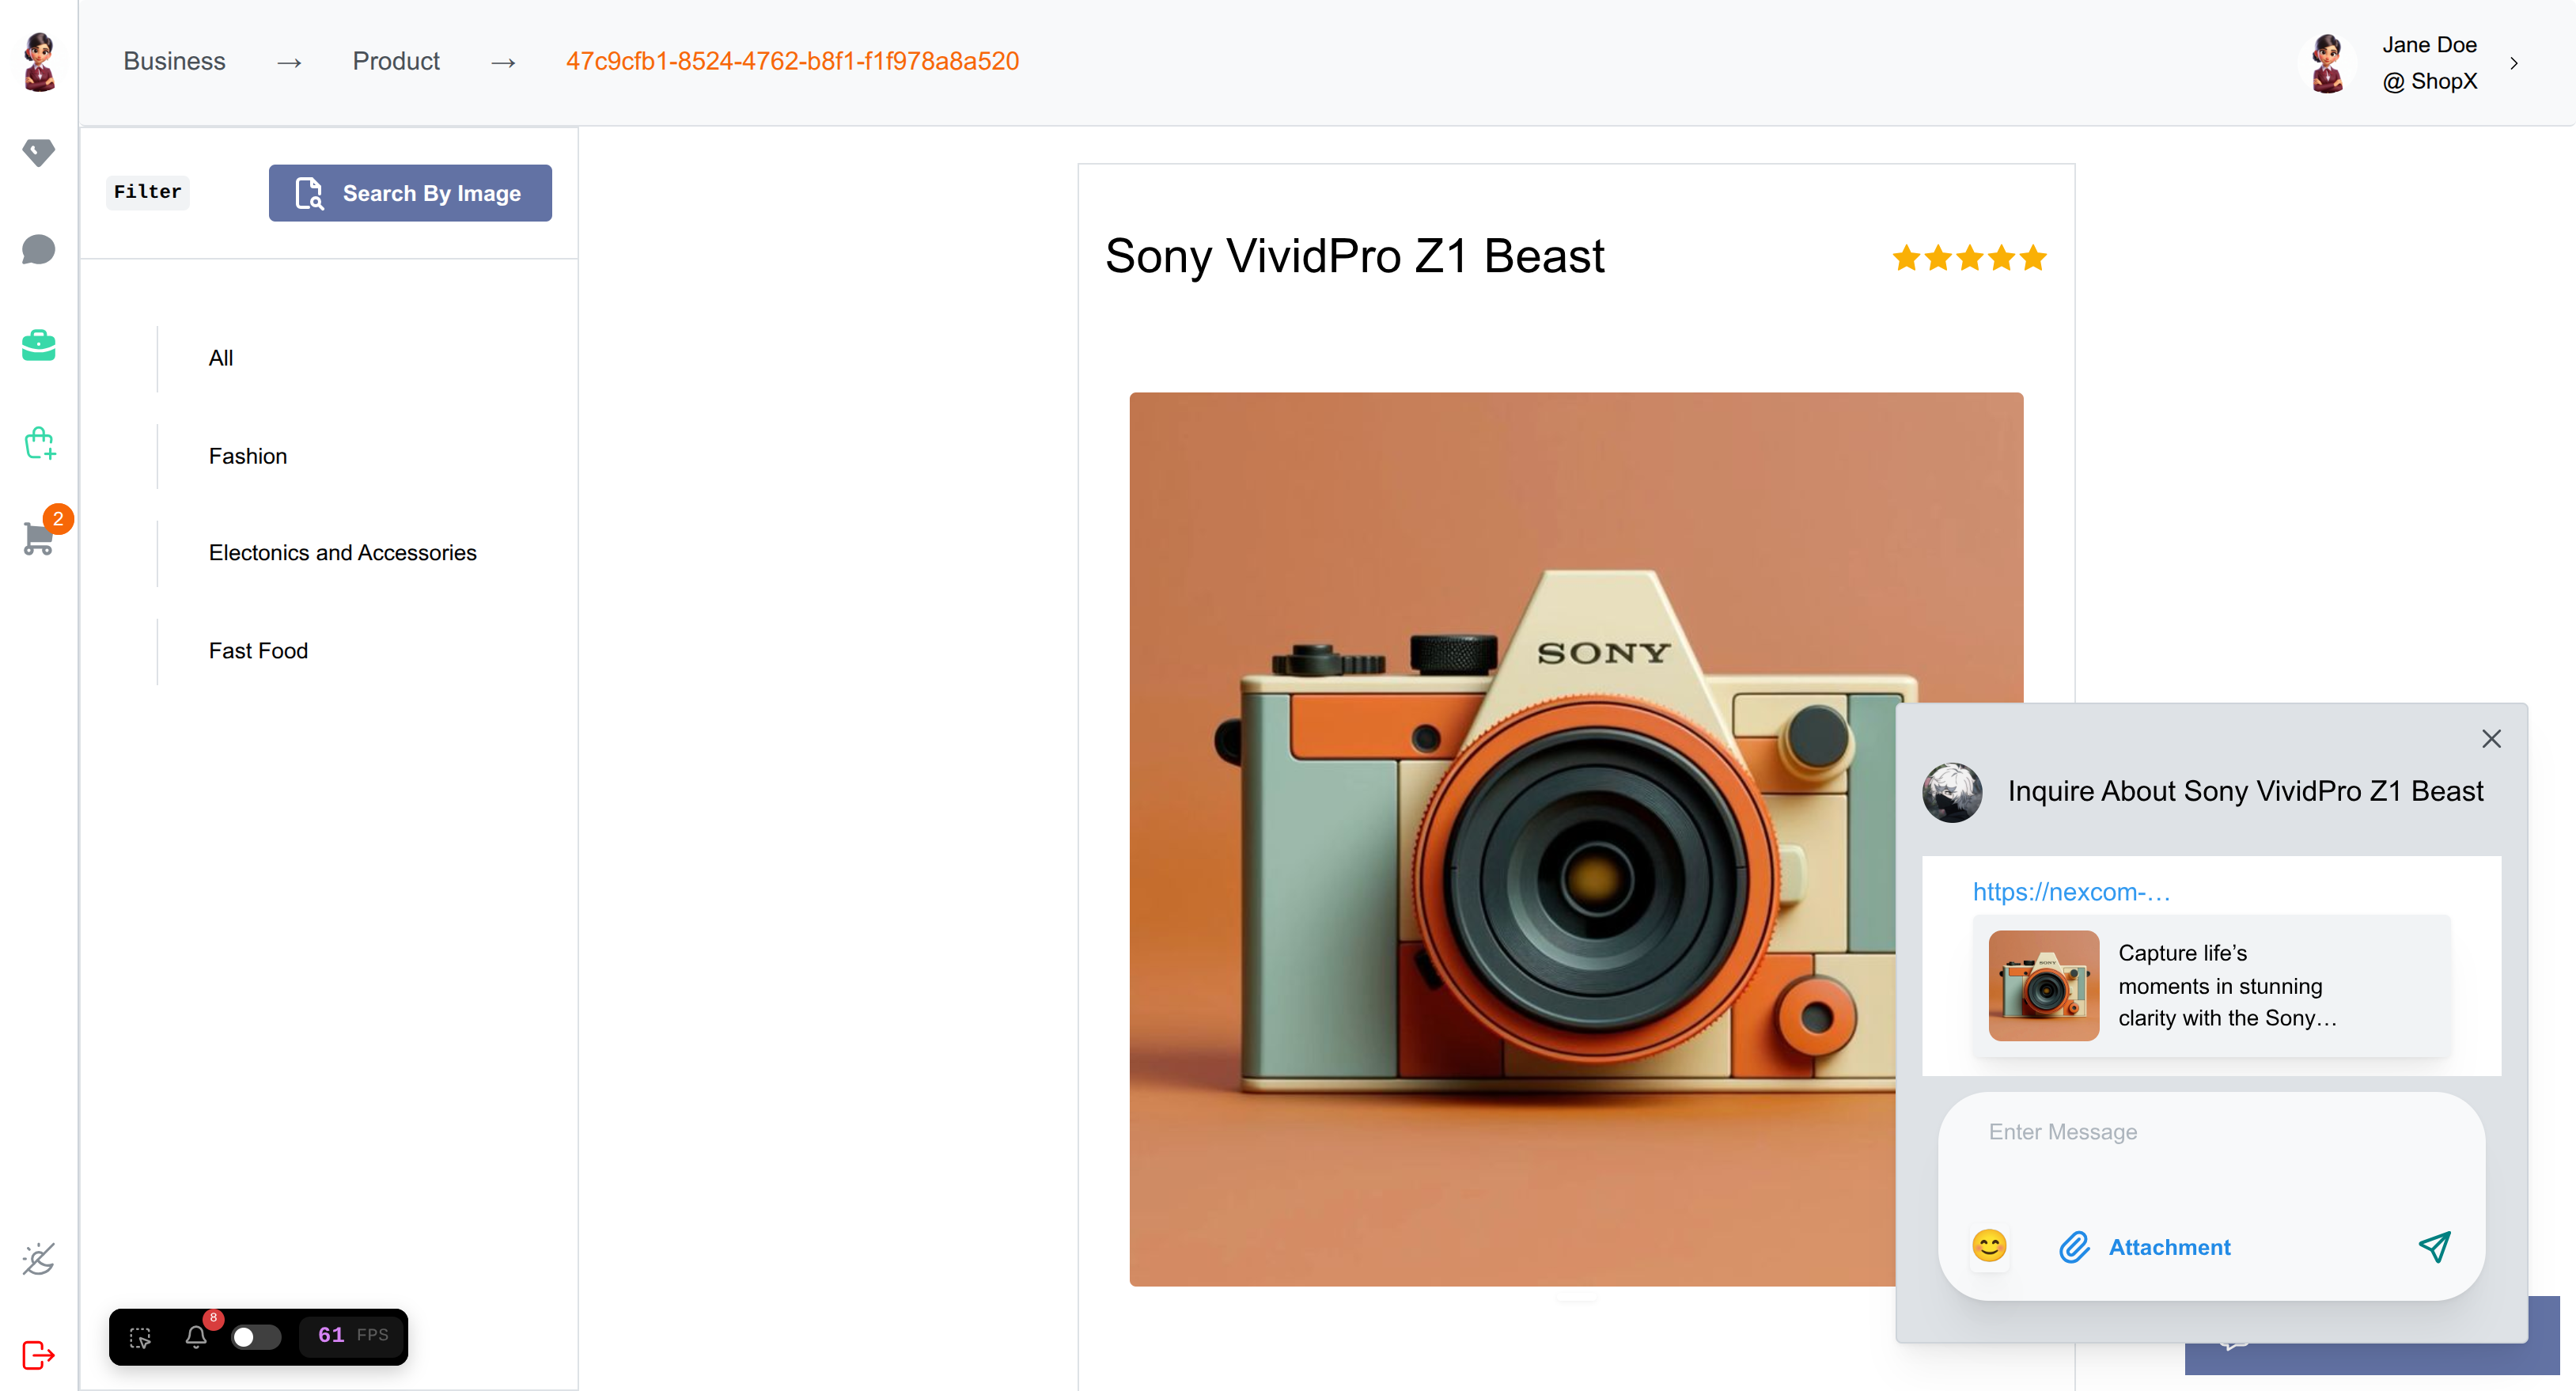 Business → Product → 47c9cfb1-8524-4762-b8f1-f1f978a8a520
Jane Doe
@ ShopX
Filter
Search By Image
All
Fashion
Electonics and Accessories
Fast Food
2
8
61 FPS
Sony VividPro Z1 Beast
SONY
Inquire About Sony VividPro Z1 Beast
https://nexcom-...
SONY
Capture life’s
moments in stunning
clarity with the Sony...
Enter Message
Attachment